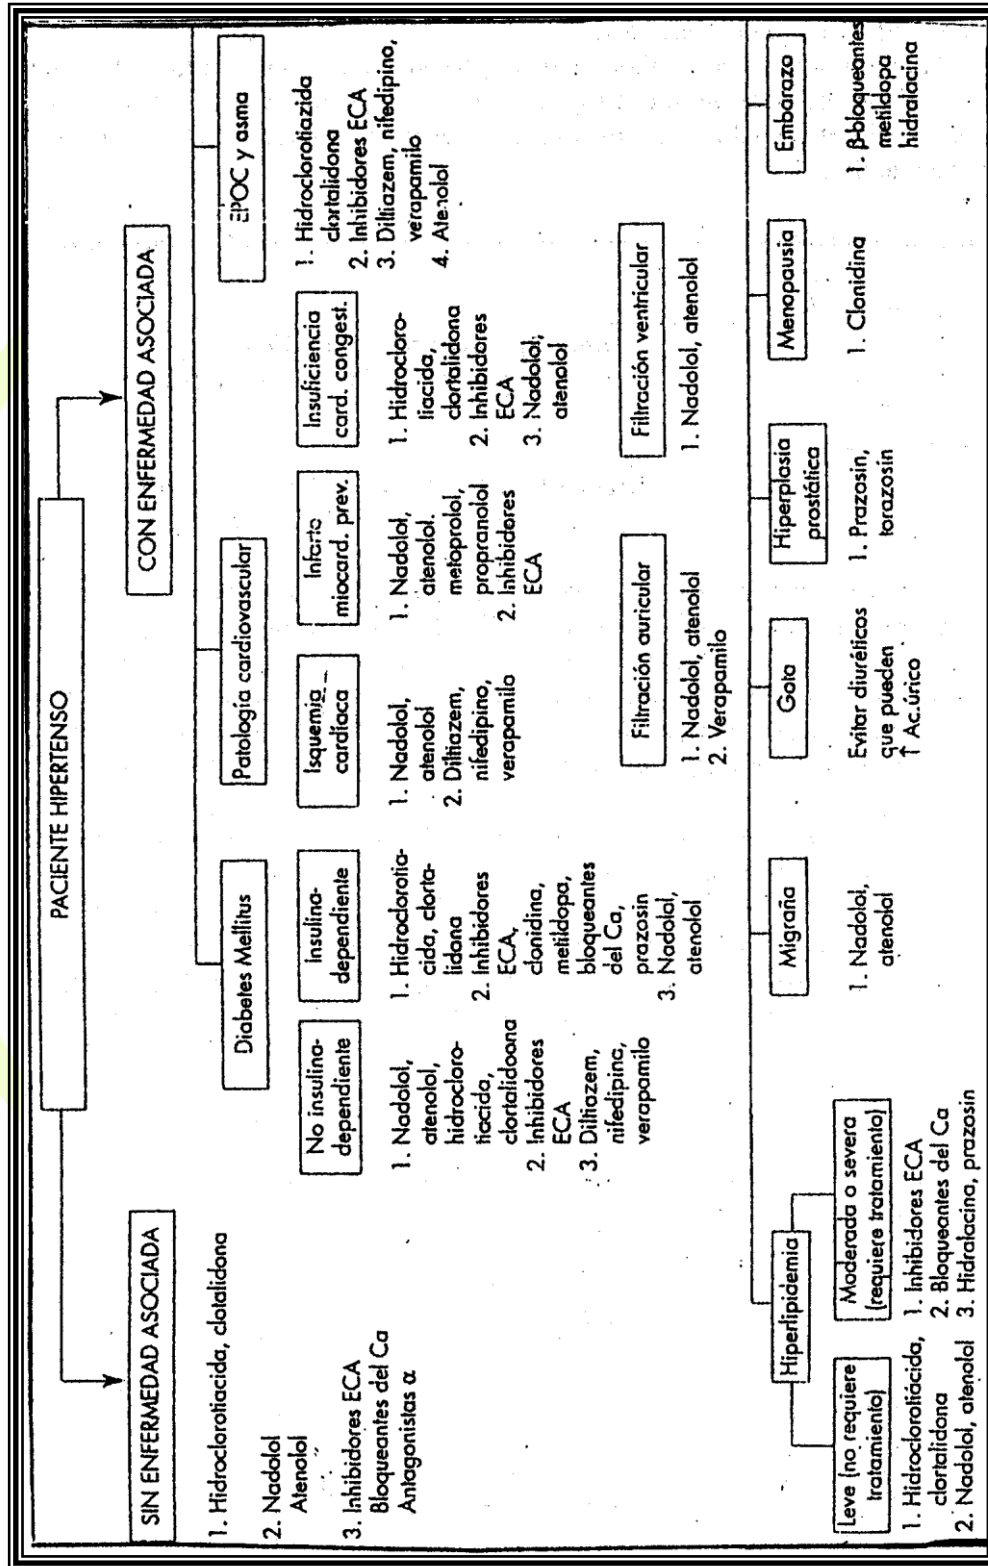 PACIENTE HIPERTENSO
SIN ENFERMEDAD ASOCIADA
1. Hidroclorotiacida, clotalidona
2. Nadolol
Atenolol
3. Inhibidores ECA
Bloqueantes del Ca
Antagonistas α
CON ENFERMEDAD ASOCIADA
Diabetes Mellitus
No insulina-
dependiente
1. Nadolol,
atenolol,
hidrocloro-
tiacida,
clortalidoona
2. Inhibidores
ECA
3. Diltiazem,
nifedipina,
verapamilo
Insulina-
dependiente
1. Hidroclorotia-
cida, clorta-
lidona
2. Inhibidores
ECA,
clonidina,
metildopa,
bloqueantes
del Ca,
prazosin
3. Nadolol,
atenolol
Patología cardiovascular
Isquemia
cardíaca
1. Nadolol,
atenolol
2. Diltiazem,
nifedipino,
verapamilo
Infarto
miocard. prev.
1. Nadolol,
atenolol.
metoprolol,
propranolol
2. Inhibidores
ECA
Insuficiencia
card. congest.
1. Hidrocloro-
tiacida,
clortalidona
2. Inhibidores
ECA
3. Nadolol;
atenolol
EPOC y asma
1. Hidroclorotiazida
clortalidona
2. Inhibidores ECA
3. Diltiazem, nifedipino,
verapamilo
4. Atenolol
Filtración auricular
1. Nadolol, atenolol
2. Verapamilo
Filtración ventricular
1. Nadolol, atenolol
Hiperlipidemia
Leve (no requiere
tratamiento)
1. Hidroclorotiácida,
clortalidona
2. Nadolol, atenolol
Moderada o severa
(requiere tratamiento)
1. Inhibidores ECA
2. Bloqueantes del Ca
3. Hidralacina, prazosin
Migraña
1. Nadolol,
atenolol
Gota
Evitar diuréticos
que pueden
↑ Ac.úrico
Hiperplasia
prostática
1. Prazosin,
tarazosin
Menopausia
1. Clonidina
Embarazo
1. β-bloqueantes
metildopa
hidralacina